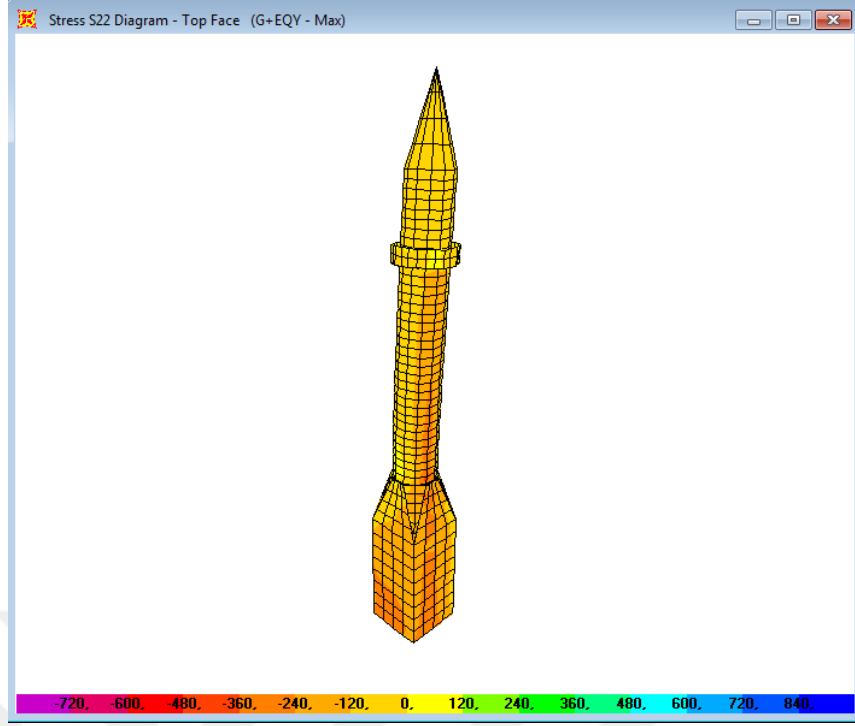 Stress S22 Diagram - Top Face (G+EQY - Max)
-720, -600, -480, -360, -240, -120, 0, 120, 240, 360, 480, 600, 720, 840,